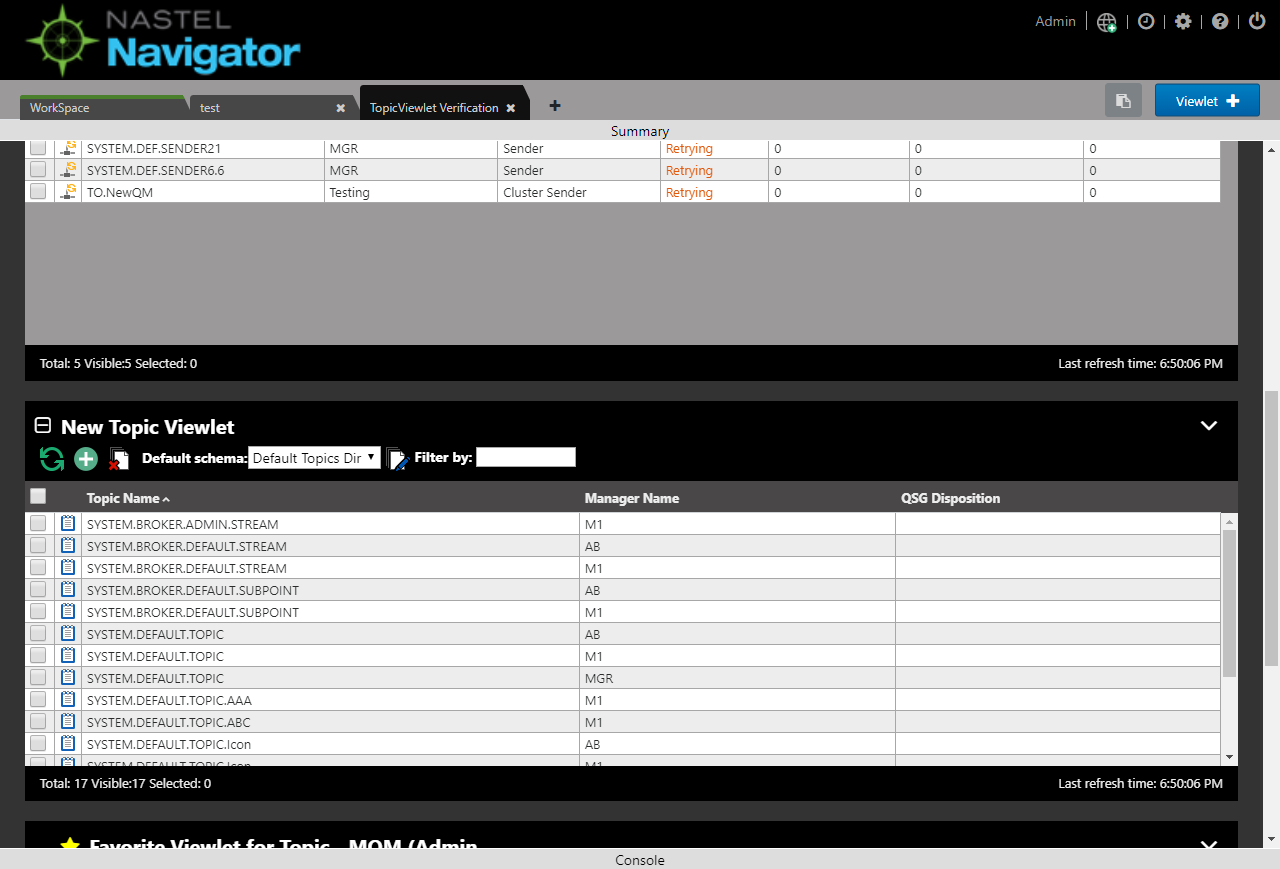 NASTEL
Navigator
Admin
WorkSpace
test
TopicViewlet Verification
Viewlet
Summary
SYSTEM.DEF.SENDER21 MGR Sender Retrying 0 0 0
SYSTEM.DEF.SENDER6.6 MGR Sender Retrying 0 0 0
TO.NewQM Testing Cluster Sender Retrying 0 0 0
Total: 5 Visible:5 Selected: 0 Last refresh time: 6:50:06 PM
New Topic Viewlet
Default schema: Default Topics Dir Filter by:
Topic Name Manager Name QSG Disposition
SYSTEM.BROKER.ADMIN.STREAM M1
SYSTEM.BROKER.DEFAULT.STREAM AB
SYSTEM.BROKER.DEFAULT.STREAM M1
SYSTEM.BROKER.DEFAULT.SUBPOINT AB
SYSTEM.BROKER.DEFAULT.SUBPOINT M1
SYSTEM.DEFAULT.TOPIC AB
SYSTEM.DEFAULT.TOPIC M1
SYSTEM.DEFAULT.TOPIC MGR
SYSTEM.DEFAULT.TOPIC.AAA M1
SYSTEM.DEFAULT.TOPIC.ABC M1
SYSTEM.DEFAULT.TOPIC.Icon AB
SYSTEM.DEFAULT.TOPIC.Icon M1
Total: 17 Visible:17 Selected: 0 Last refresh time: 6:50:06 PM
Favorite Viewlet for Topic - MQM (Admin
Console